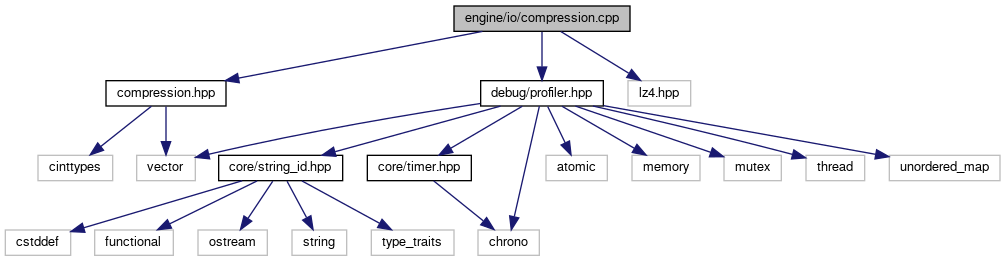 engine/io/compression.cpp
compression.hpp
debug/profiler.hpp
lz4.hpp
cinttypes
vector
core/string_id.hpp
core/timer.hpp
atomic
memory
mutex
thread
unordered_map
cstddef
functional
ostream
string
type_traits
chrono